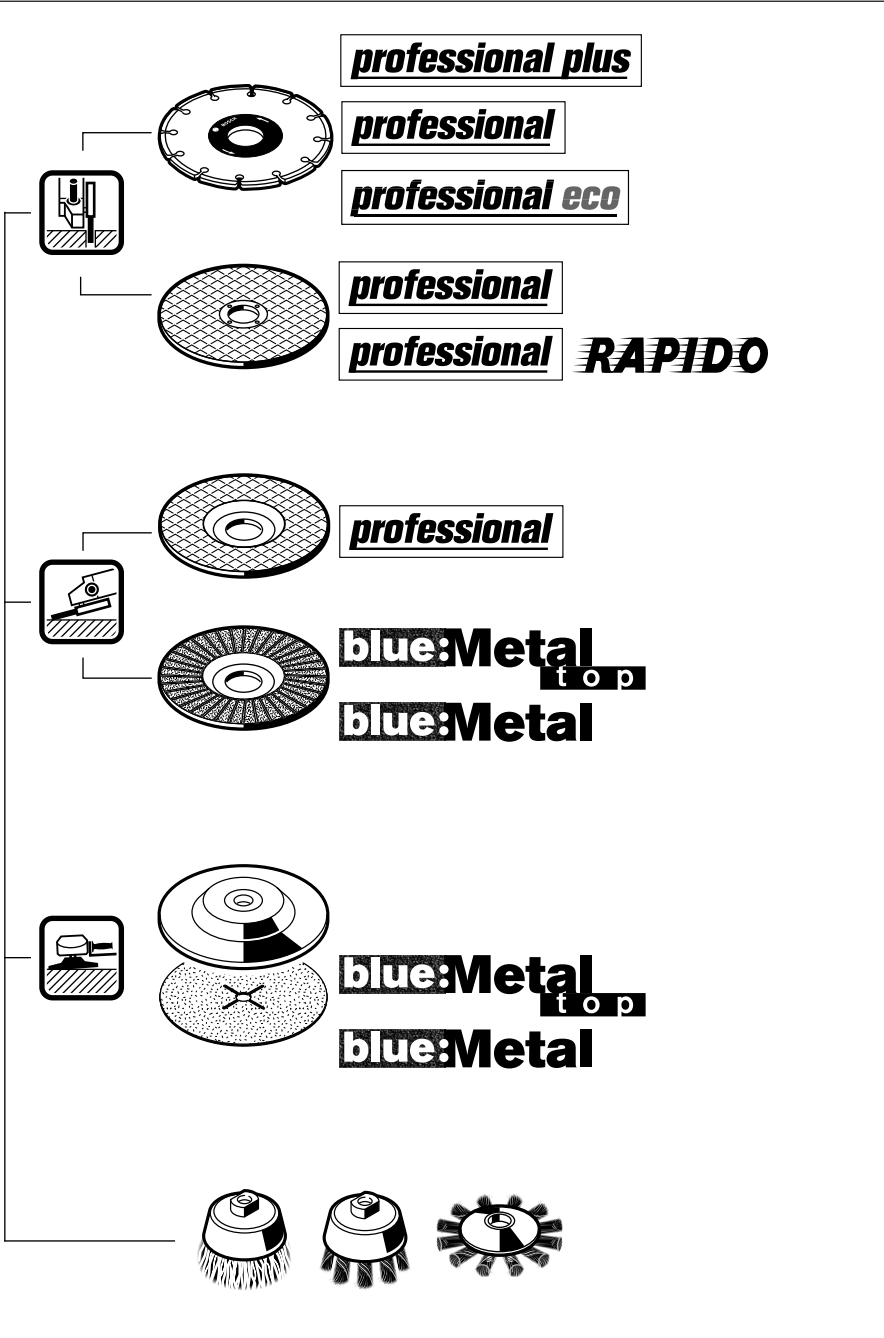 professional plus
BOSCH
professional
professional eco
professional
professional RAPIDO
professional
blue:Metal
top
blue:Metal
blue:Metal
top
blue:Metal